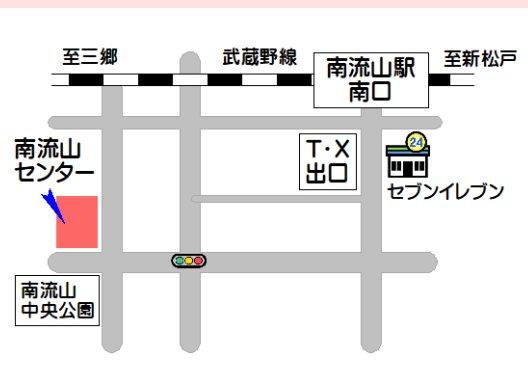 至三郷
武蔵野線
南流山駅
南口
至新松戸
南流山
センター
T・X
出口
24
セブンイレブン
南流山
中央公園